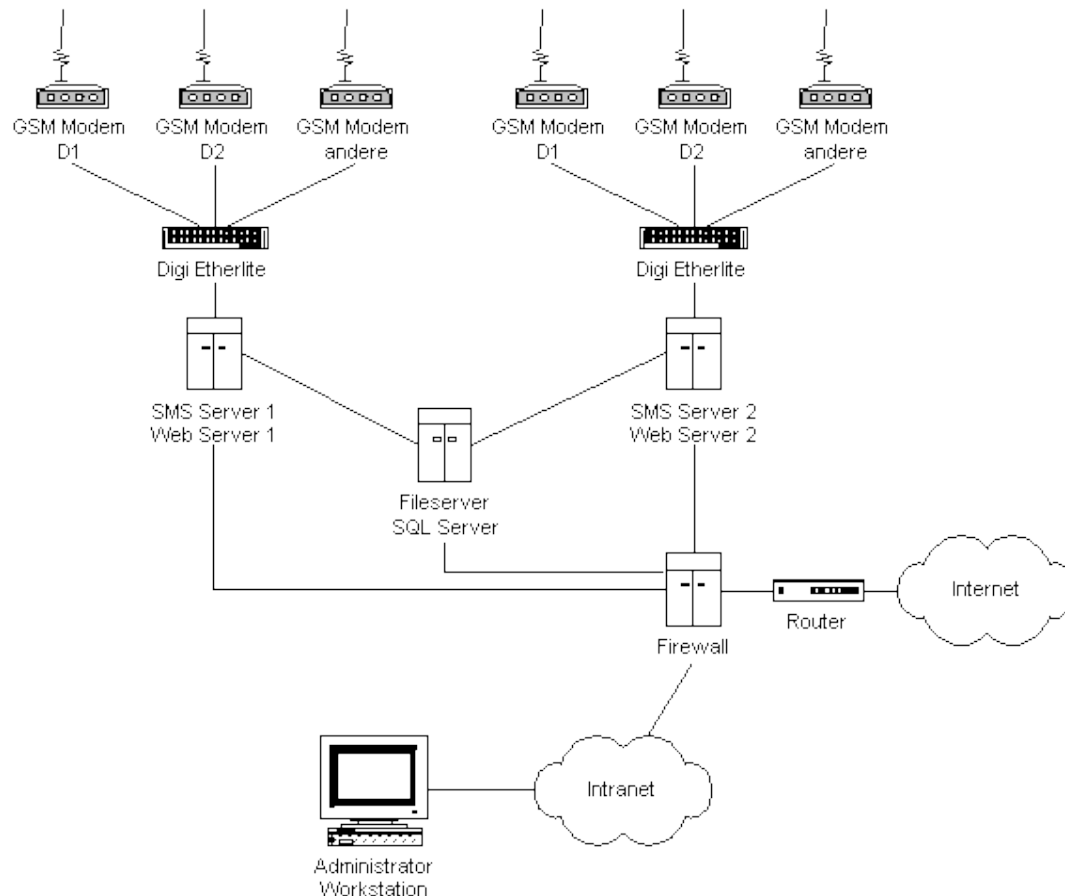 GSM Modem
D1
GSM Modem
D2
GSM Modem
andere
GSM Modem
D1
GSM Modem
D2
GSM Modem
andere
Digi Etherlite
Digi Etherlite
SMS Server 1
Web Server 1
SMS Server 2
Web Server 2
Fileserver
SQL Server
Internet
Router
Firewall
Intranet
Administrator
Workstation